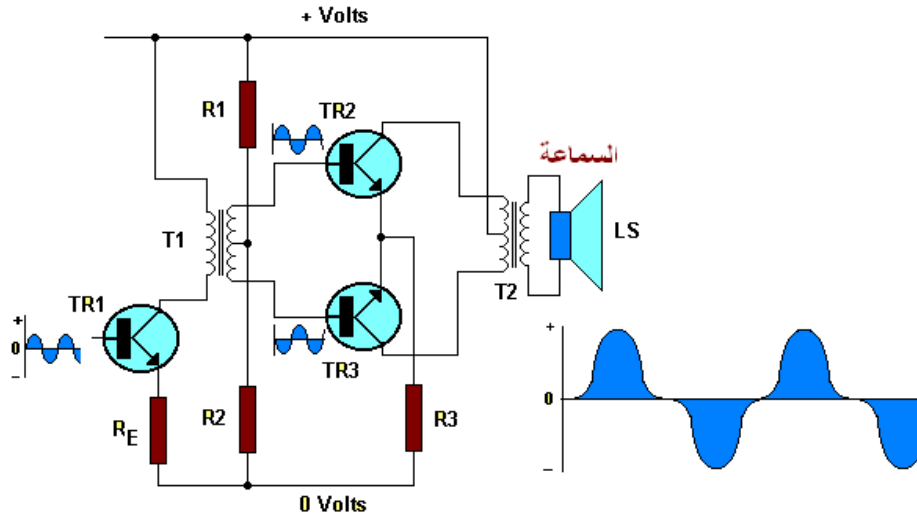 + Volts
R1
TR2
السماعة
T1
LS
T2
TR1
+
0
–
TR3
+
0
–
R2
R3
RE
0 Volts